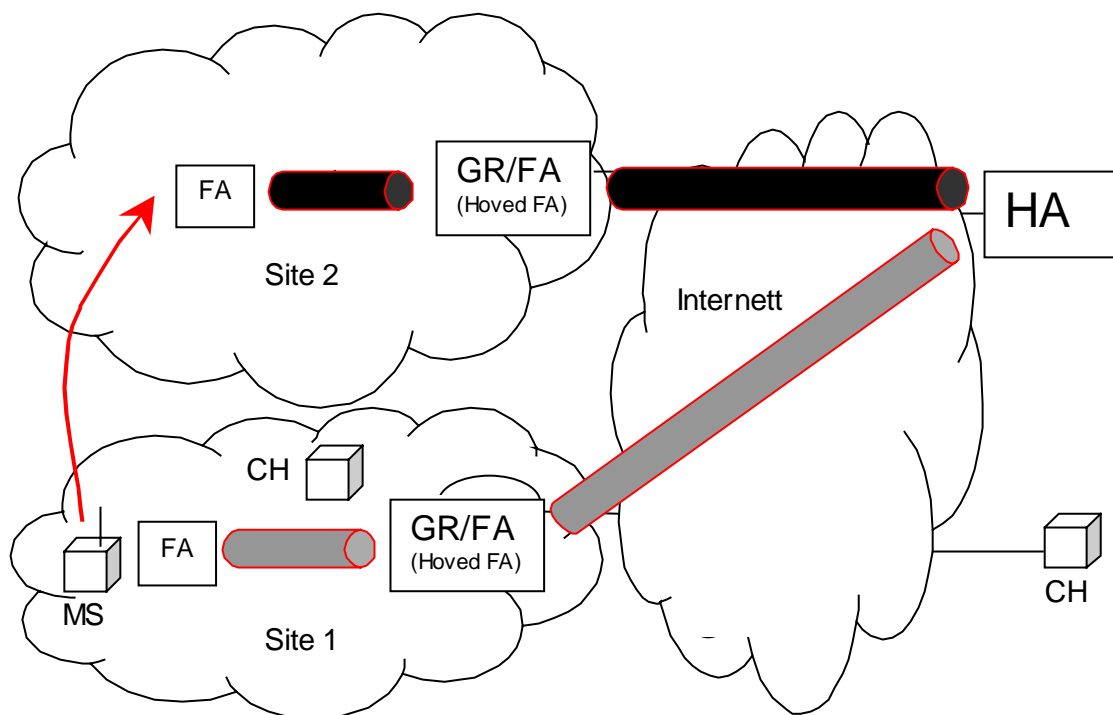 FA
GR/FA
(Hoved FA)
HA
Site 2
Internett
CH
MS
FA
GR/FA
(Hoved FA)
CH
Site 1